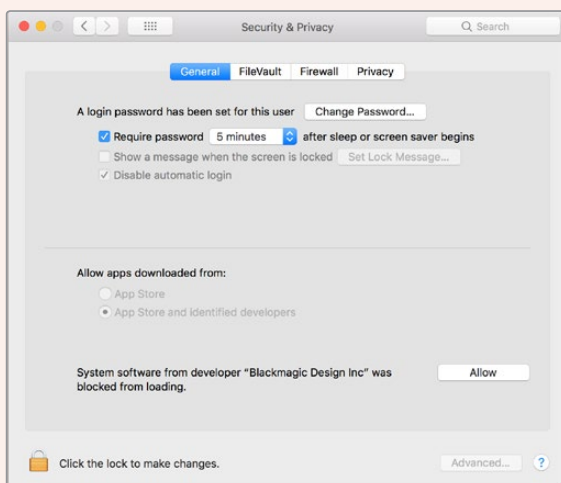 Security & Privacy
Search
General FileVault Firewall Privacy
A login password has been set for this user Change Password...
Require password 5 minutes after sleep or screen saver begins
Show a message when the screen is locked Set Lock Message...
Disable automatic login
Allow apps downloaded from:
App Store
App Store and identified developers
System software from developer “Blackmagic Design Inc” was Allow
blocked from loading.
Click the lock to make changes. Advanced... ?